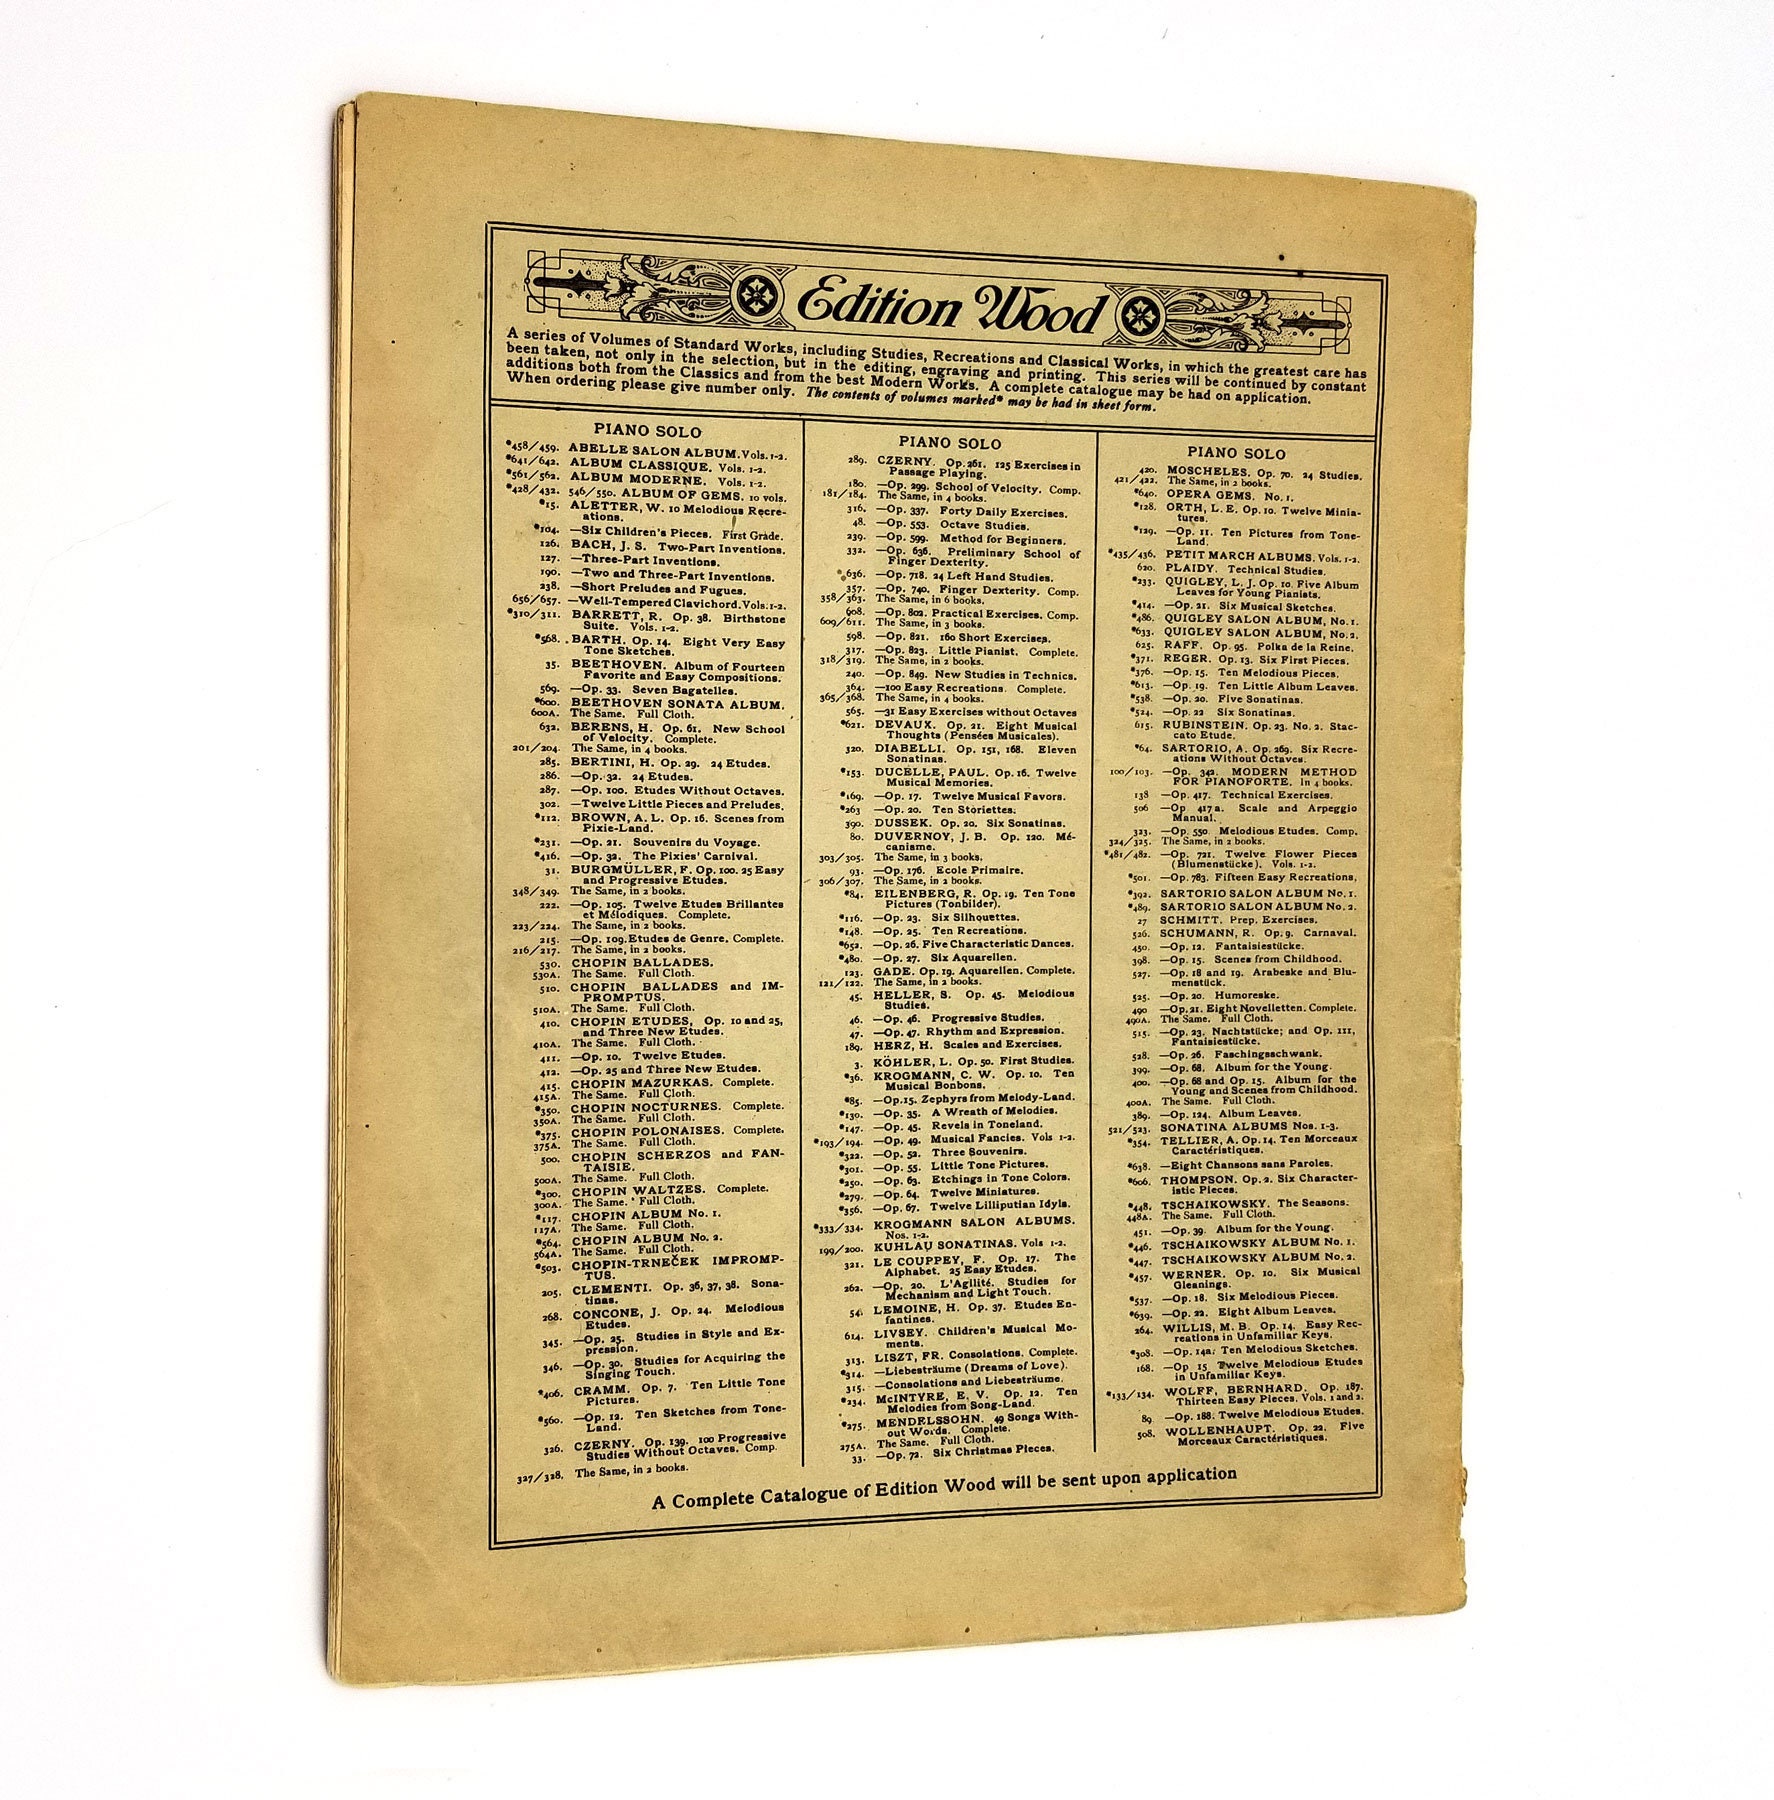 Edition Wood
A series of Volumes of Standard Works, including Studies, Recreations and Classical Works, in which the greatest care has
been taken, not only in the selection, but in the editing, engraving and printing. This series will be continued by constant
additions both from the Classics and from the best Modern Works. A complete catalogue may be had on application.
When ordering please give number only. The contents of volumes marked* may be had in sheet form.
PIANO SOLO
*458/459. ABELLE SALON ALBUM. Vols. 1-2.
*641/642. ALBUM CLASSIQUE. Vols. 1-2.
*561/562. ALBUM MODERNE. Vols. 1-2.
*428/432. 546/550. ALBUM OF GEMS. 10 vols.
*15. ALETTER, W. 10 Melodious Recre-
ations.
*104. —Six Children's Pieces. First Grade.
126. BACH, J. S. Two-Part Inventions.
127. —Three-Part Inventions.
190. —Two and Three-Part Inventions.
238. —Short Preludes and Fugues.
656/657. —Well-Tempered Clavichord. Vols. 1-2.
*310/311. BARRETT, R. Op. 38. Birthstone
Suite. Vols. 1-2.
*568. BARTH. Op. 14. Eight Very Easy
Tone Sketches.
35. BEETHOVEN. Album of Fourteen
Favorite and Easy Compositions.
569. —Op. 33. Seven Bagatelles.
*600. BEETHOVEN SONATA ALBUM.
600A. The Same. Full Cloth.
632. BERENS, H. Op. 61. New School
of Velocity. Complete.
201/204. The Same, in 4 books.
285. BERTINI, H. Op. 29. 24 Etudes.
286. —Op. 32. 24 Etudes.
287. —Op. 100. Etudes Without Octaves.
302. —Twelve Little Pieces and Preludes.
*112. BROWN, A. L. Op. 16. Scenes from
Pixie-Land.
*231. —Op. 21. Souvenirs du Voyage.
*416. —Op. 32. The Pixies' Carnival.
31. BURGMÜLLER, F. Op. 100. 25 Easy
and Progressive Etudes.
348/349. The Same, in 2 books.
222. —Op. 105. Twelve Etudes Brillantes
et Mélodiques. Complete.
223/224. The Same, in 2 books.
215. —Op. 109. Etudes de Genre. Complete.
216/217. The Same, in 2 books.
530. CHOPIN BALLADES.
530A. The Same. Full Cloth.
510. CHOPIN BALLADES and IM-
PROMPTUS.
510A. The Same. Full Cloth.
410. CHOPIN ETUDES, Op. 10 and 25,
and Three New Etudes.
410A. The Same. Full Cloth.
411. —Op. 10. Twelve Etudes.
412. —Op. 25 and Three New Etudes.
415. CHOPIN MAZURKAS. Complete.
415A. The Same. Full Cloth.
*350. CHOPIN NOCTURNES. Complete.
350A. The Same. Full Cloth.
*375. CHOPIN POLONAISES. Complete.
375A. The Same. Full Cloth.
500. CHOPIN SCHERZOS and FAN-
TAISIE.
500A. The Same. Full Cloth.
*300. CHOPIN WALTZES. Complete.
300A. The Same. Full Cloth.
*117. CHOPIN ALBUM No. 1.
117A. The Same. Full Cloth.
*564. CHOPIN ALBUM No. 2.
564A. The Same. Full Cloth.
*503. CHOPIN-TRNEČEK IMPROMP-
TUS.
205. CLEMENTI. Op. 36, 37, 38. Sona-
tinas.
268. CONCONE, J. Op. 24. Melodious
Etudes.
345. —Op. 25. Studies in Style and Ex-
pression.
346. —Op. 30. Studies for Acquiring the
Singing Touch.
*406. CRAMM. Op. 7. Ten Little Tone
Pictures.
*560. —Op. 12. Ten Sketches from Tone-
Land.
326. CZERNY. Op. 139. 100 Progressive
Studies Without Octaves. Comp.
327/328. The Same, in 2 books.
PIANO SOLO
289. CZERNY. Op. 261. 125 Exercises in
Passage Playing.
180. —Op. 299. School of Velocity. Comp.
181/184. The Same, in 4 books.
316. —Op. 337. Forty Daily Exercises.
48. —Op. 553. Octave Studies.
239. —Op. 599. Method for Beginners.
332. —Op. 636. Preliminary School of
Finger Dexterity.
*636. —Op. 718. 24 Left Hand Studies.
357. —Op. 740. Finger Dexterity. Comp.
358/363. The Same, in 6 books.
608. —Op. 802. Practical Exercises. Comp.
609/611. The Same, in 3 books.
598. —Op. 821. 160 Short Exercises.
317. —Op. 823. Little Pianist. Complete.
318/319. The Same, in 2 books.
240. —Op. 849. New Studies in Technics.
364. —100 Easy Recreations. Complete.
365/368. The Same, in 4 books.
565. —31 Easy Exercises without Octaves
*621. DEVAUX. Op. 21. Eight Musical
Thoughts (Pensées Musicales).
320. DIABELLI. Op. 151, 168. Eleven
Sonatinas.
*153. DUCELLE, PAUL. Op. 16. Twelve
Musical Memories.
*169. —Op. 17. Twelve Musical Favors.
*263 —Op. 20. Ten Storiettes.
390. DUSSEK. Op. 20. Six Sonatinas.
80. DUVERNOY, J. B. Op. 120. Mé-
canisme.
303/305. The Same, in 3 books.
93. —Op. 176. Ecole Primaire.
306/307. The Same, in 2 books.
*84. EILENBERG, R. Op. 19. Ten Tone
Pictures (Tonbilder).
*116. —Op. 23. Six Silhouettes.
*148. —Op. 25. Ten Recreations.
*652. —Op. 26. Five Characteristic Dances.
*480. —Op. 27. Six Aquarellen.
123. GADE. Op. 19. Aquarellen. Complete.
121/122. The Same, in 2 books.
45. HELLER, S. Op. 45. Melodious
Studies.
46. —Op. 46. Progressive Studies.
47. —Op. 47. Rhythm and Expression.
189. HERZ, H. Scales and Exercises.
3. KÖHLER, L. Op. 50. First Studies.
*36. KROGMANN, C. W. Op. 10. Ten
Musical Bonbons.
*85. —Op. 15. Zephyrs from Melody-Land.
*130. —Op. 35. A Wreath of Melodies.
*147. —Op. 45. Revels in Toneland.
*193/194. —Op. 49. Musical Fancies. Vols 1-2.
*322. —Op. 52. Three Souvenirs.
*301. —Op. 55. Little Tone Pictures.
*250. —Op. 63. Etchings in Tone Colors.
*279. —Op. 64. Twelve Miniatures.
*356. —Op. 67. Twelve Lilliputian Idyls.
*333/334. KROGMANN SALON ALBUMS.
Nos. 1-2.
199/200. KUHLAU SONATINAS. Vols 1-2.
321. LE COUPPEY, F. Op. 17. The
Alphabet. 25 Easy Etudes.
262. —Op. 20. L'Agilité. Studies for
Mechanism and Light Touch.
54. LEMOINE, H. Op. 37. Etudes En-
fantines.
614. LIVSEY. Children's Musical Mo-
ments.
313. LISZT, FR. Consolations. Complete.
*314. —Liebesträume (Dreams of Love).
315. —Consolations and Liebesträume.
*234. McINTYRE, E. V. Op. 12. Ten
Melodies from Song-Land.
*275. MENDELSSOHN. 49 Songs With-
out Words. Complete.
275A. The Same. Full Cloth.
33. —Op. 72. Six Christmas Pieces.
PIANO SOLO
420. MOSCHELES. Op. 70. 24 Studies.
421/422. The Same, in 2 books.
*640. OPERA GEMS. No. 1.
*128. ORTH, L. E. Op. 10. Twelve Minia-
tures.
*129. —Op. 11. Ten Pictures from Tone-
Land.
*435/436. PETIT MARCH ALBUMS. Vols. 1-2.
620. PLAIDY. Technical Studies.
*233. QUIGLEY, L. J. Op. 10. Five Album
Leaves for Young Pianists.
*414. —Op. 21. Six Musical Sketches.
*486. QUIGLEY SALON ALBUM, No. 1.
*633. QUIGLEY SALON ALBUM, No. 2.
625. RAFF. Op. 95. Polka de la Reine.
*371. REGER. Op. 13. Six First Pieces.
*376. —Op. 15. Ten Melodious Pieces.
*613. —Op. 19. Ten Little Album Leaves.
*538. —Op. 20. Five Sonatinas.
*524. —Op. 22 Six Sonatinas.
615. RUBINSTEIN. Op. 23. No. 2. Stac-
cato Etude.
*64. SARTORIO, A. Op. 269. Six Recre-
ations Without Octaves.
100/103. —Op. 342. MODERN METHOD
FOR PIANOFORTE. In 4 books.
138 —Op. 417. Technical Exercises.
506 —Op 417a. Scale and Arpeggio
Manual.
323. —Op. 550. Melodious Etudes. Comp.
324/325. The Same, in 2 books.
*481/482. —Op. 721. Twelve Flower Pieces
(Blumenstücke). Vols. 1-2.
*501. —Op. 783. Fifteen Easy Recreations.
*392. SARTORIO SALON ALBUM No. 1.
*489. SARTORIO SALON ALBUM No. 2.
27 SCHMITT. Prep. Exercises.
526. SCHUMANN, R. Op. 9. Carnaval.
450. —Op. 12. Fantaisiestücke.
398. —Op. 15. Scenes from Childhood.
527. —Op. 18 and 19. Arabeske and Blu-
menstück.
525. —Op. 20. Humoreske.
490 —Op. 21. Eight Novelletten. Complete.
490A. The Same. Full Cloth.
515. —Op. 23. Nachtstücke; and Op. 111,
Fantaisiestücke.
528. —Op. 26. Faschingsschwank.
399. —Op. 68. Album for the Young.
400. —Op. 68 and Op. 15. Album for the
Young and Scenes from Childhood.
400A. The Same. Full Cloth.
389. —Op. 124. Album Leaves.
521/523. SONATINA ALBUMS Nos. 1-3.
*354. TELLIER, A. Op. 14. Ten Morceaux
Caractéristiques.
*638. —Eight Chansons sans Paroles.
*606. THOMPSON. Op. 2. Six Character-
istic Pieces.
*448. TSCHAIKOWSKY. The Seasons.
448A. The Same. Full Cloth.
451. —Op. 39. Album for the Young.
*446. TSCHAIKOWSKY ALBUM No. 1.
*447. TSCHAIKOWSKY ALBUM No. 2.
*457. WERNER. Op. 10. Six Musical
Gleanings.
*537. —Op. 18. Six Melodious Pieces.
*639. —Op. 22. Eight Album Leaves.
264. WILLIS, M. B. Op. 14. Easy Rec-
reations in Unfamiliar Keys.
*308. —Op. 14a. Ten Melodious Sketches.
168. —Op 15 Twelve Melodious Etudes
in Unfamiliar Keys.
*133/134. WOLFF, BERNHARD. Op. 187.
Thirteen Easy Pieces. Vols. 1 and 2.
89 —Op. 188. Twelve Melodious Etudes.
508. WOLLENHAUPT. Op. 22. Five
Morceaux Caractéristiques.
A Complete Catalogue of Edition Wood will be sent upon application